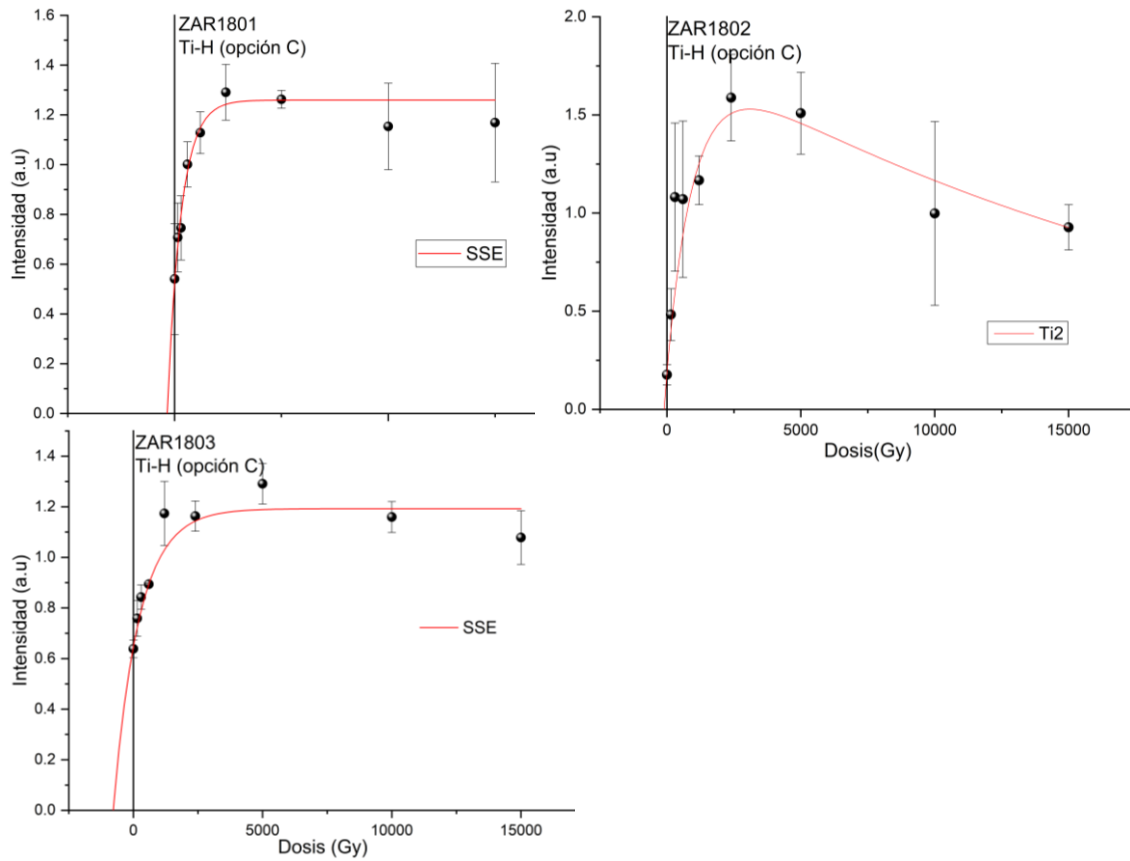 ZAR1801
Ti-H (opción C)
Intensidad (a.u)
1.6
1.4
1.2
1.0
0.8
0.6
0.4
0.2
0.0
SSE
ZAR1802
Ti-H (opción C)
Intensidad (a.u)
2.0
1.5
1.0
0.5
0.0
Ti2
0 5000 10000 15000
Dosis(Gy)
ZAR1803
Ti-H (opción C)
Intensidad (a.u)
1.4
1.2
1.0
0.8
0.6
0.4
0.2
0.0
SSE
0 5000 10000 15000
Dosis (Gy)